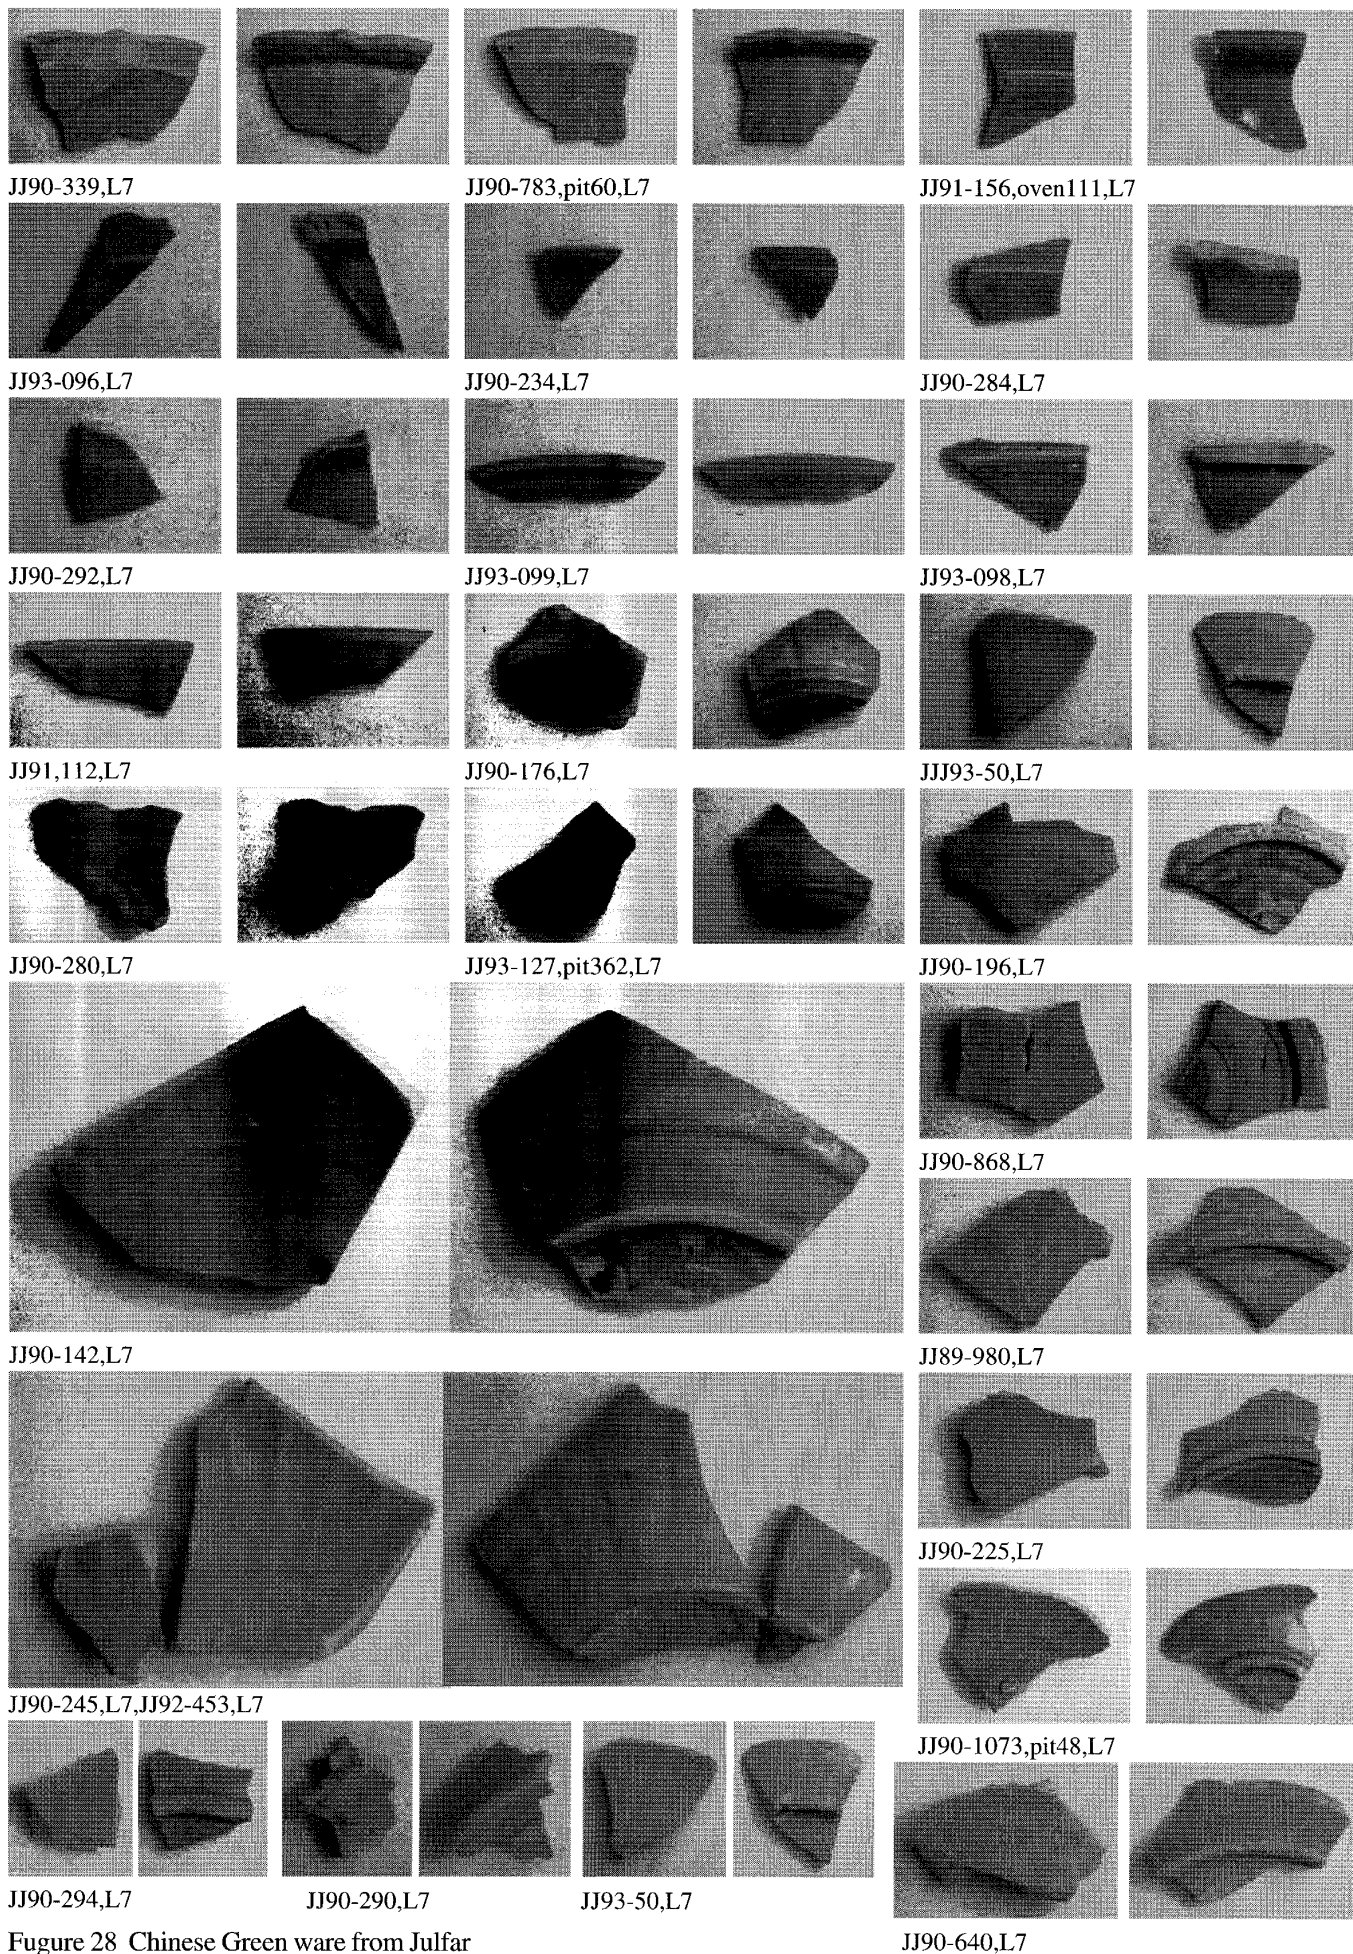 JJ90-339,L7
JJ90-783,pit60,L7
JJ91-156,oven111,L7
JJ93-096,L7
JJ90-234,L7
JJ90-284,L7
JJ90-292,L7
JJ93-099,L7
JJ93-098,L7
JJ91,112,L7
JJ90-176,L7
JJJ93-50,L7
JJ90-280,L7
JJ93-127,pit362,L7
JJ90-196,L7
JJ90-868,L7
JJ90-142,L7
JJ89-980,L7
JJ90-225,L7
JJ90-245,L7,JJ92-453,L7
JJ90-1073,pit48,L7
JJ90-294,L7
JJ90-290,L7
JJ93-50,L7
JJ90-640,L7
Fugure 28 Chinese Green ware from Julfar